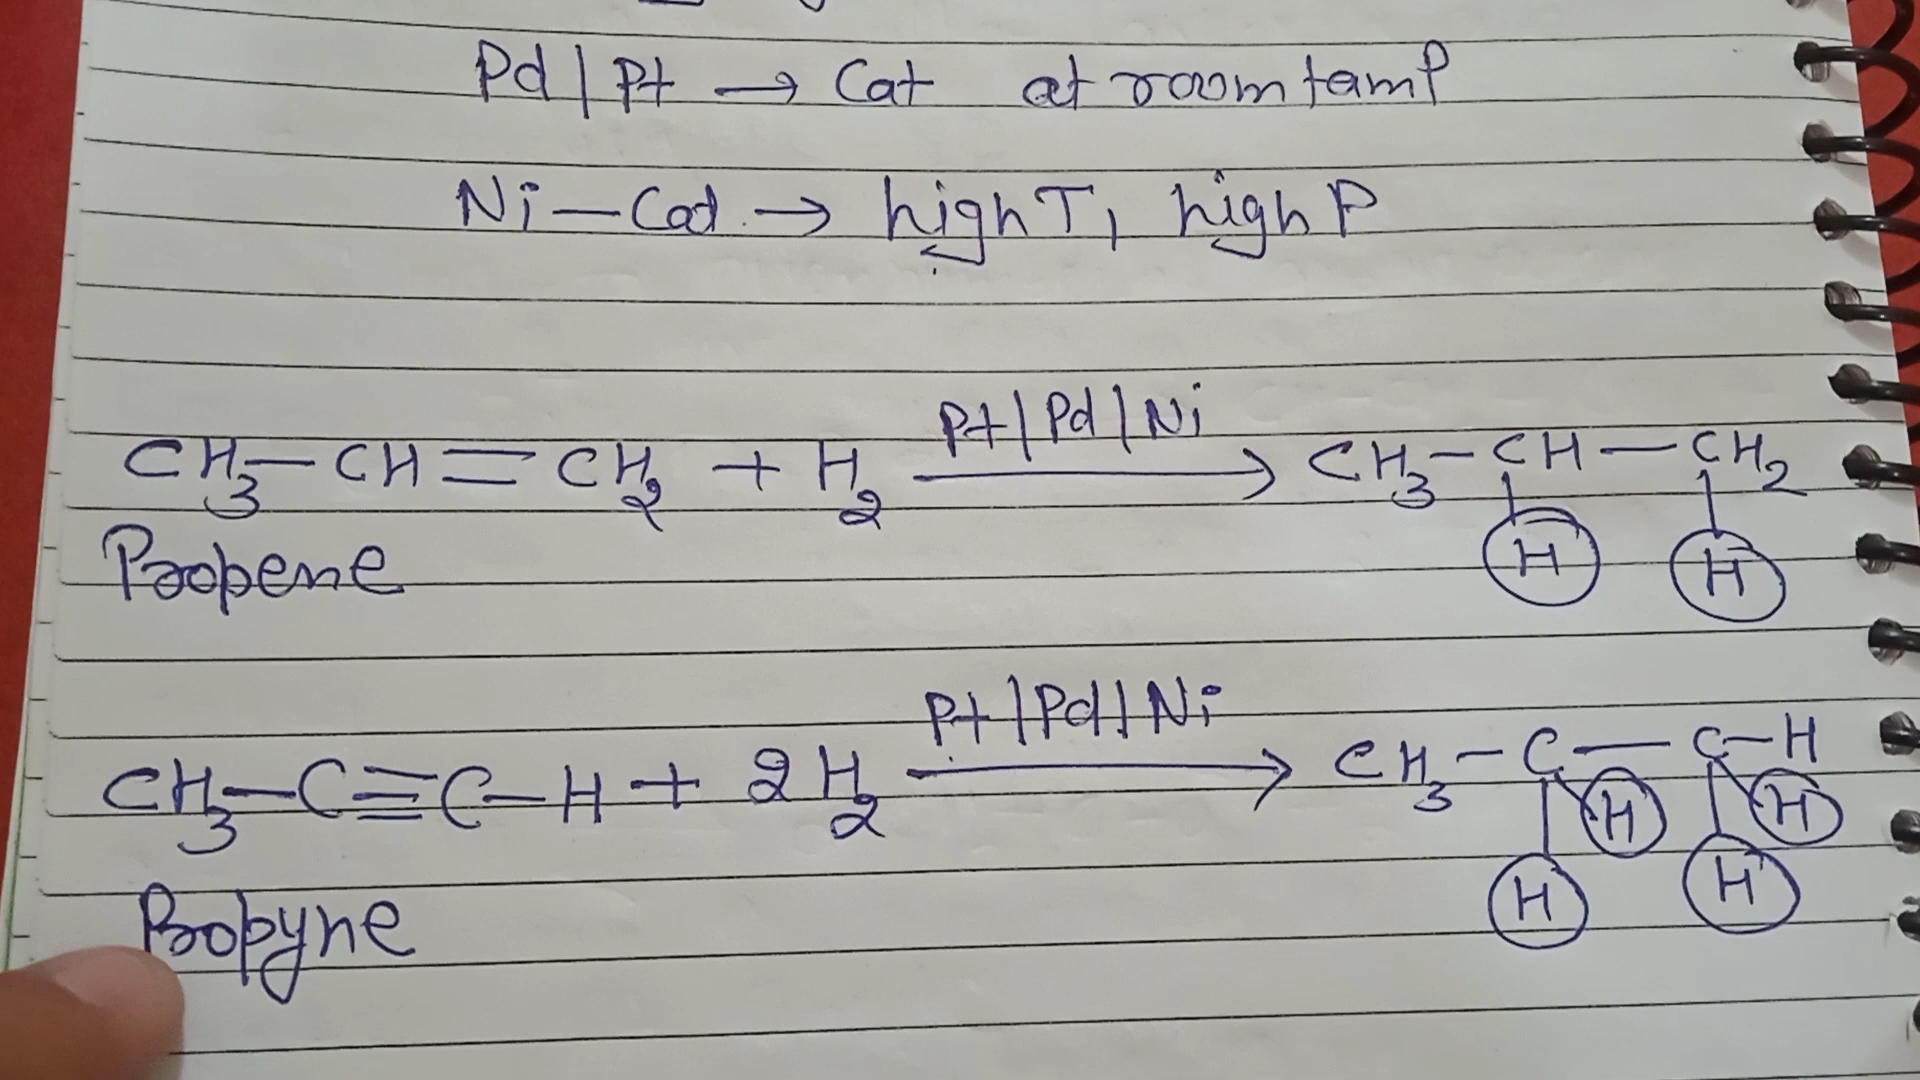 Pd | Pt → Cat at room temp
Ni – Cat. → high T, high P
Pt | Pd | Ni
CH₃ – CH = CH₂ + H₂ → CH₃ – CH – CH₂
H H
Propene
Pt | Pd | Ni
CH₃ – C ≡ C – H + 2H₂ → CH₃ – C – C – H
H H
H H
Propyne